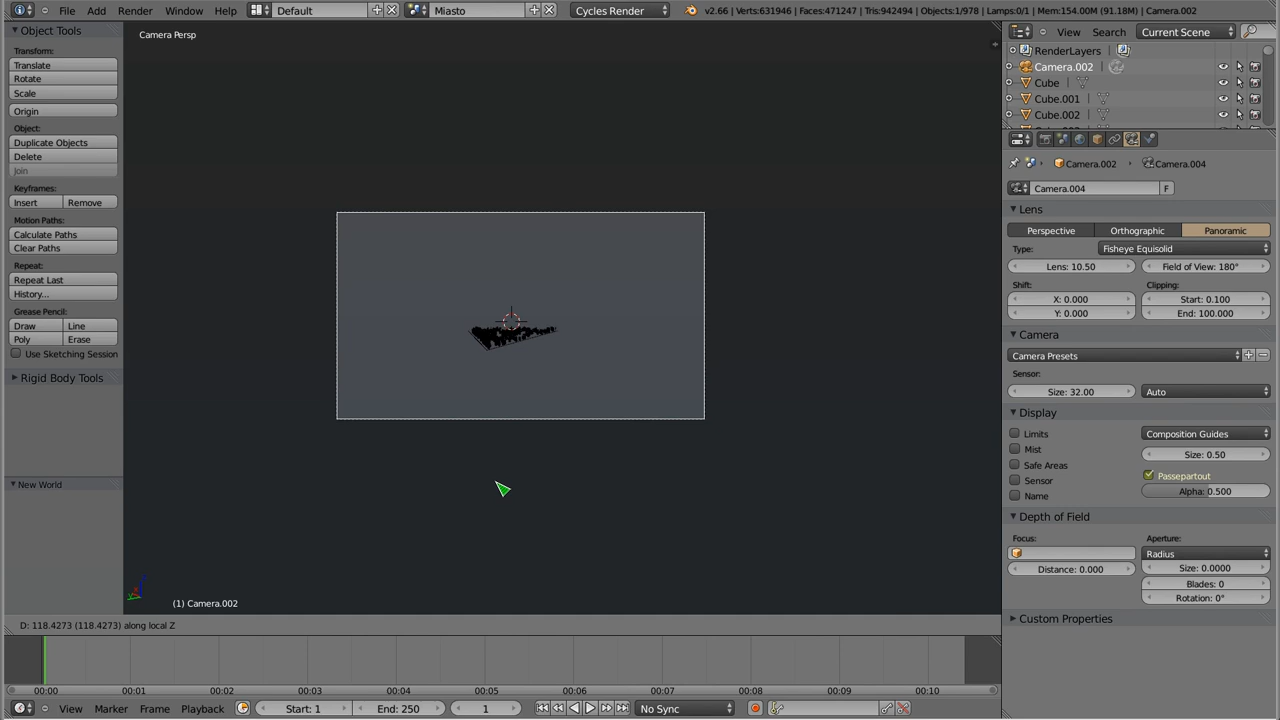 File Add Render Window Help Default Miasto Cycles Render v2.66 | Verts:631946 | Faces:471247 | Tris:942494 | Objects:1/978 | Lamps:0/1 | Mem:154.00M (91.18M) | Camera.002
Object Tools
Transform:
Translate
Rotate
Scale
Origin
Object:
Duplicate Objects
Delete
Join
Keyframes:
Insert Remove
Motion Paths:
Calculate Paths
Clear Paths
Repeat:
Repeat Last
History...
Grease Pencil:
Draw Line
Poly Erase
Use Sketching Session
Rigid Body Tools
New World
Camera Persp
(1) Camera.002
D: 118.4273 (118.4273) along local Z
View Search Current Scene
RenderLayers
Camera.002
Cube
Cube.001
Cube.002
Camera.002 Camera.004
Camera.004 F
Lens
Perspective Orthographic Panoramic
Type: Fisheye Equisolid
Lens: 10.50 Field of View: 180°
Shift: Clipping:
X: 0.000 Start: 0.100
Y: 0.000 End: 100.000
Camera
Camera Presets
Sensor:
Size: 32.00 Auto
Display
Limits Composition Guides
Mist Size: 0.50
Safe Areas
Sensor Passepartout
Name Alpha: 0.500
Depth of Field
Focus: Aperture:
Radius
Distance: 0.000 Size: 0.0000
Blades: 0
Rotation: 0°
Custom Properties
00:00 00:01 00:02 00:03 00:04 00:05 00:06 00:07 00:08 00:09 00:10
View Marker Frame Playback Start: 1 End: 250 1 No Sync